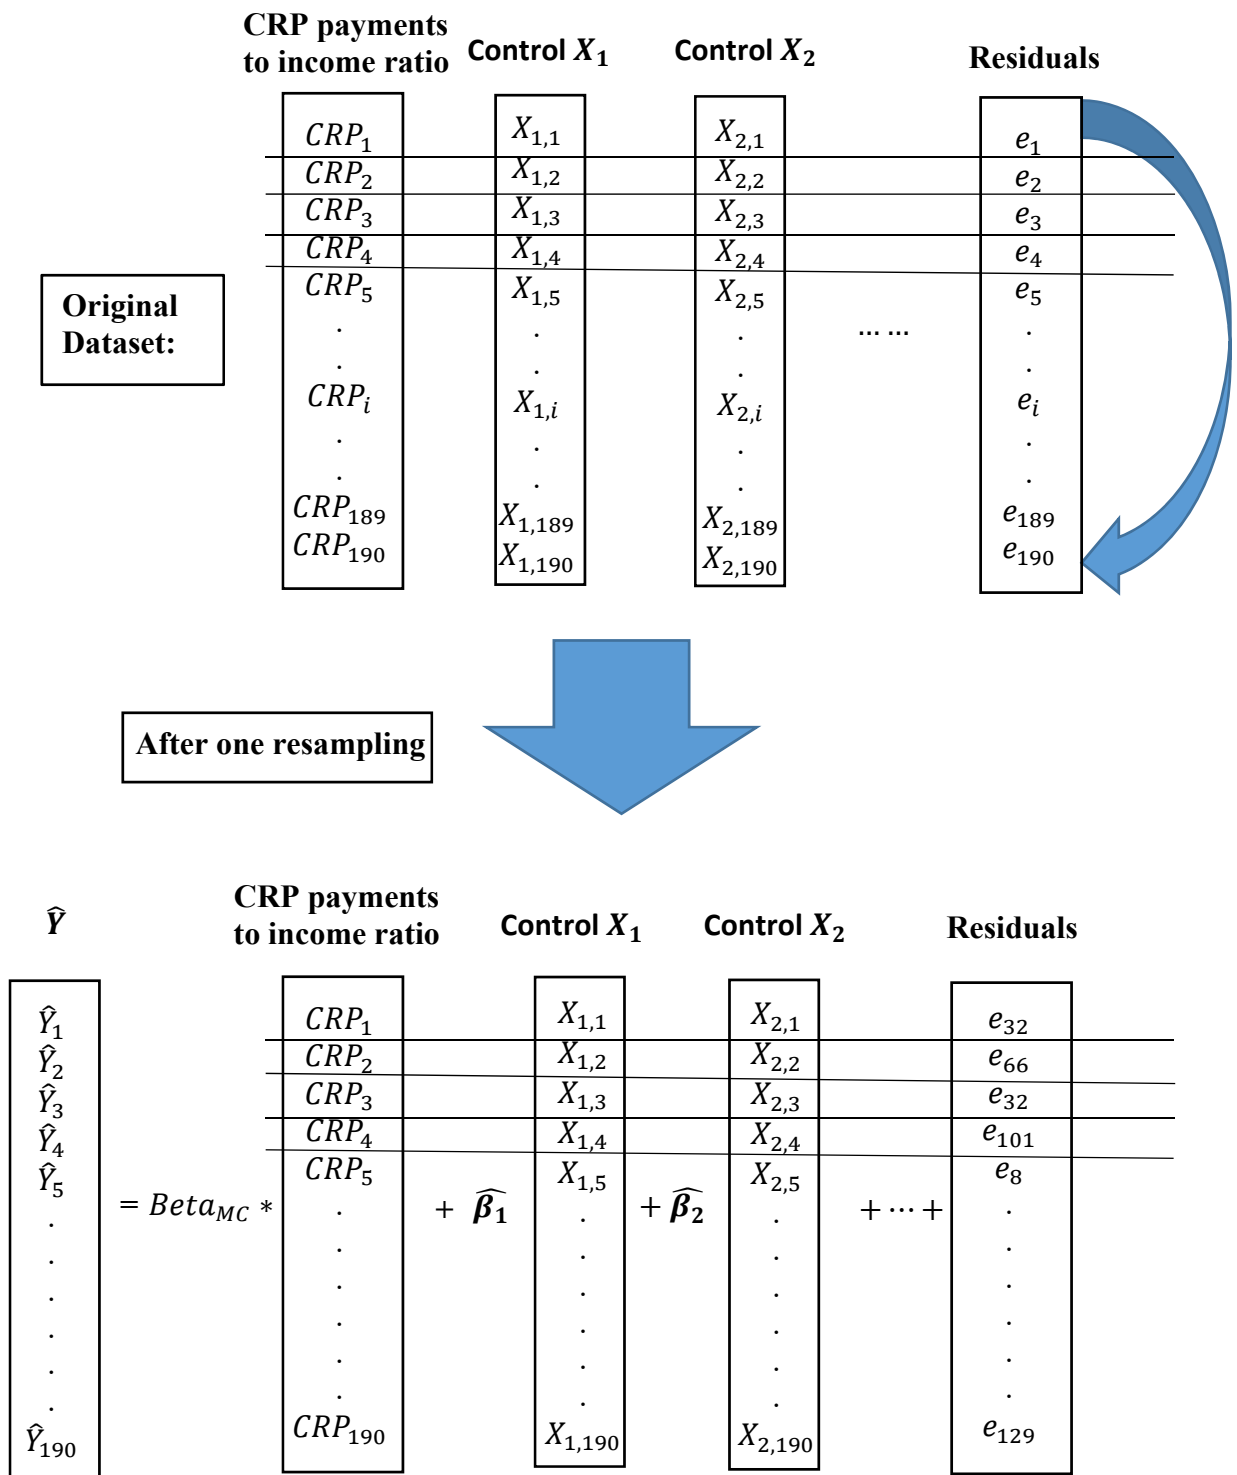 CRP payments
to income ratio
Control X₁
Control X₂
Residuals
CRP₁ X₁,₁ X₂,₁ e₁
CRP₂ X₁,₂ X₂,₂ e₂
CRP₃ X₁,₃ X₂,₃ e₃
CRP₄ X₁,₄ X₂,₄ e₄
CRP₅ X₁,₅ X₂,₅ e₅
Original
Dataset:
. . . .
... ...
. . . .
CRPᵢ X₁,ᵢ X₂,ᵢ eᵢ
. . . .
. . . .
CRP₁₈₉ X₁,₁₈₉ X₂,₁₈₉ e₁₈₉
CRP₁₉₀ X₁,₁₉₀ X₂,₁₉₀ e₁₉₀
After one resampling
Ŷ
CRP payments
to income ratio
Control X₁
Control X₂
Residuals
Ŷ₁ CRP₁ X₁,₁ X₂,₁ e₃₂
Ŷ₂ CRP₂ X₁,₂ X₂,₂ e₆₆
Ŷ₃ CRP₃ X₁,₃ X₂,₃ e₃₂
Ŷ₄ CRP₄ X₁,₄ X₂,₄ e₁₀₁
Ŷ₅ CRP₅ X₁,₅ X₂,₅ e₈
. = Beta_MC * . + β̂₁ . + β̂₂ . + ⋯ + .
. . . . .
. . . . .
. . . . .
. . . . .
. . . . .
Ŷ₁₉₀ CRP₁₉₀ X₁,₁₉₀ X₂,₁₉₀ e₁₂₉